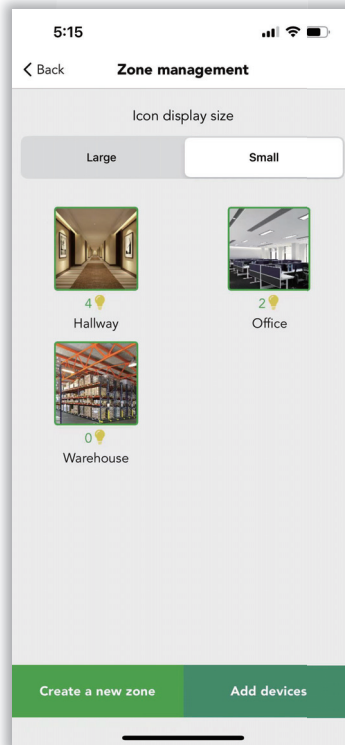 5:15
Back Zone management
Icon display size
Large Small
4 2
Hallway Office
0
Warehouse
Create a new zone Add devices